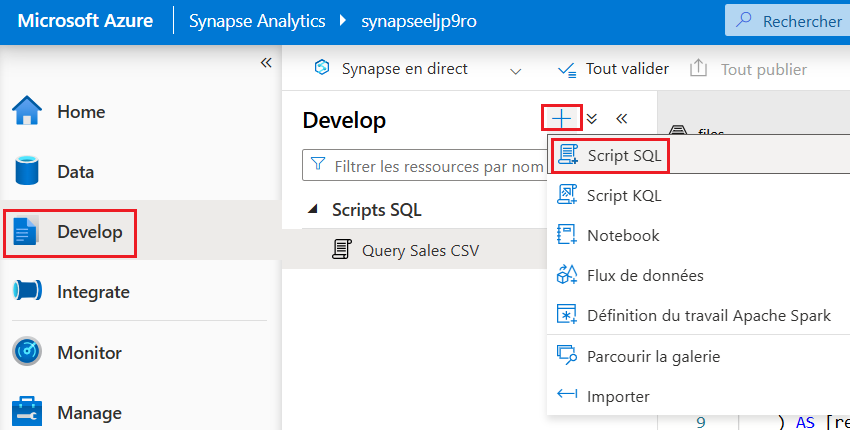 Microsoft Azure
Synapse Analytics
synapseeljp9ro
Rechercher
Synapse en direct
Tout valider
Tout publier
Home
Data
Develop
Integrate
Monitor
Manage
Develop
Filtrer les ressources par nom
Scripts SQL
Query Sales CSV
files
Script SQL
Script KQL
Notebook
Flux de données
Définition du travail Apache Spark
Parcourir la galerie
Importer
9 ) AS [re